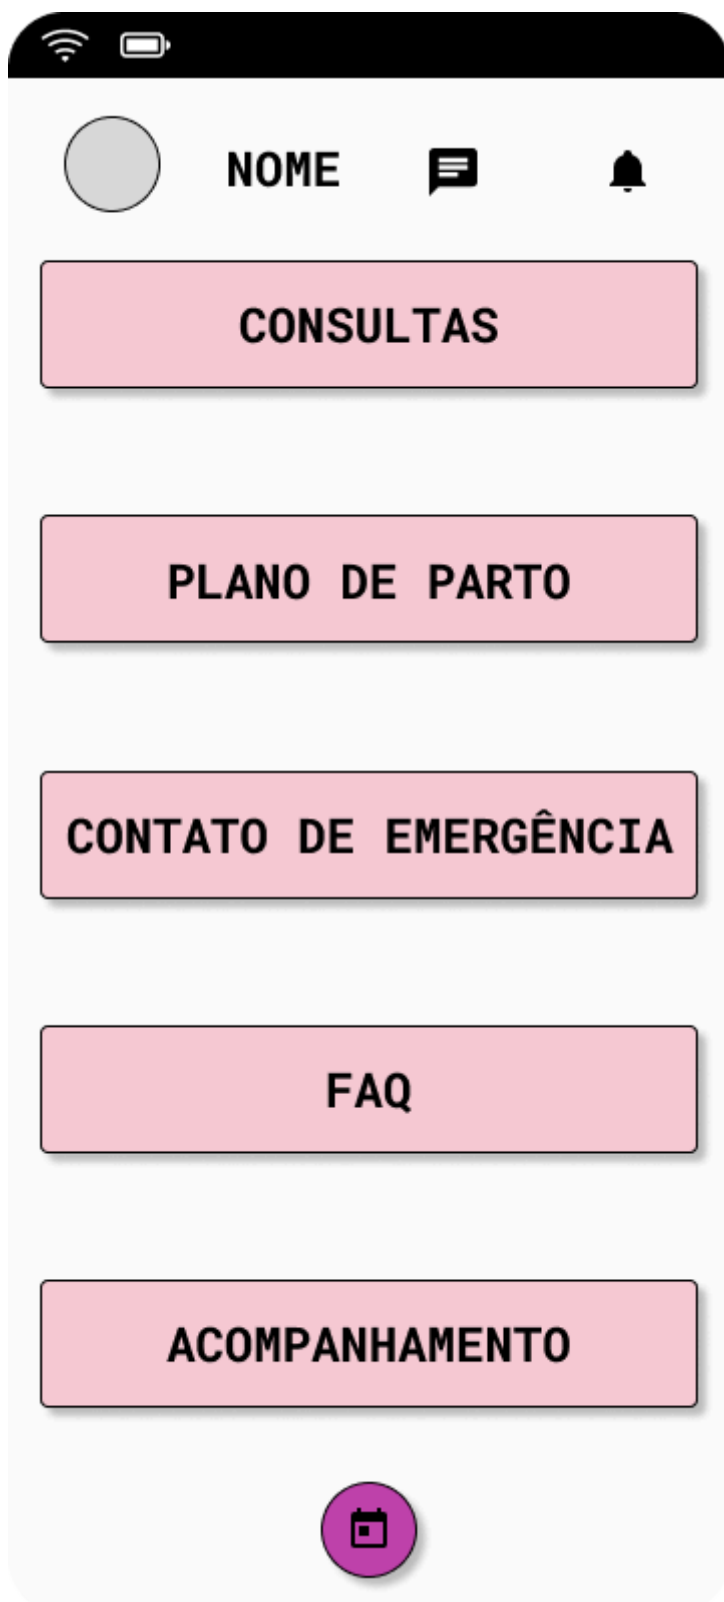 NOME
CONSULTAS
PLANO DE PARTO
CONTATO DE EMERGÊNCIA
FAQ
ACOMPANHAMENTO